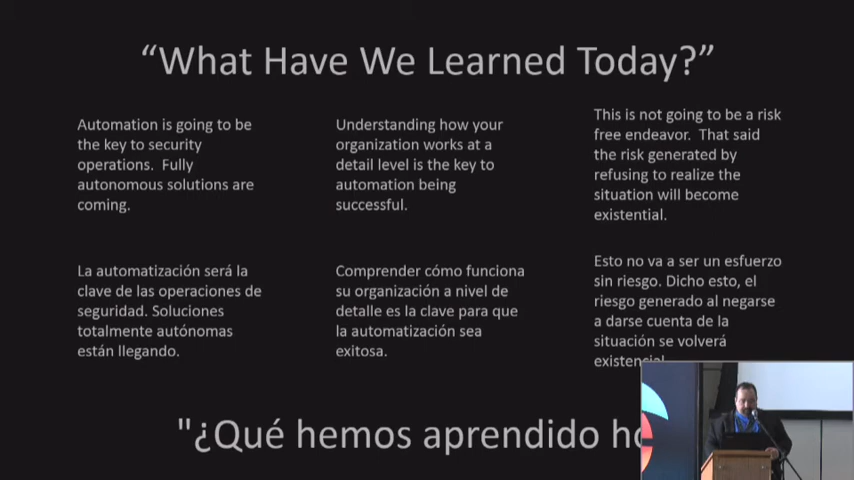 “What Have We Learned Today?”
Automation is going to be
the key to security
operations. Fully
autonomous solutions are
coming.
Understanding how your
organization works at a
detail level is the key to
automation being
successful.
This is not going to be a risk
free endeavor. That said
the risk generated by
refusing to realize the
situation will become
existential.
La automatización será la
clave de las operaciones de
seguridad. Soluciones
totalmente autónomas
están llegando.
Comprender cómo funciona
su organización a nivel de
detalle es la clave para que
la automatización sea
exitosa.
Esto no va a ser un esfuerzo
sin riesgo. Dicho esto, el
riesgo generado al negarse
a darse cuenta de la
situación se volverá
existencial.
"¿Qué hemos aprendido